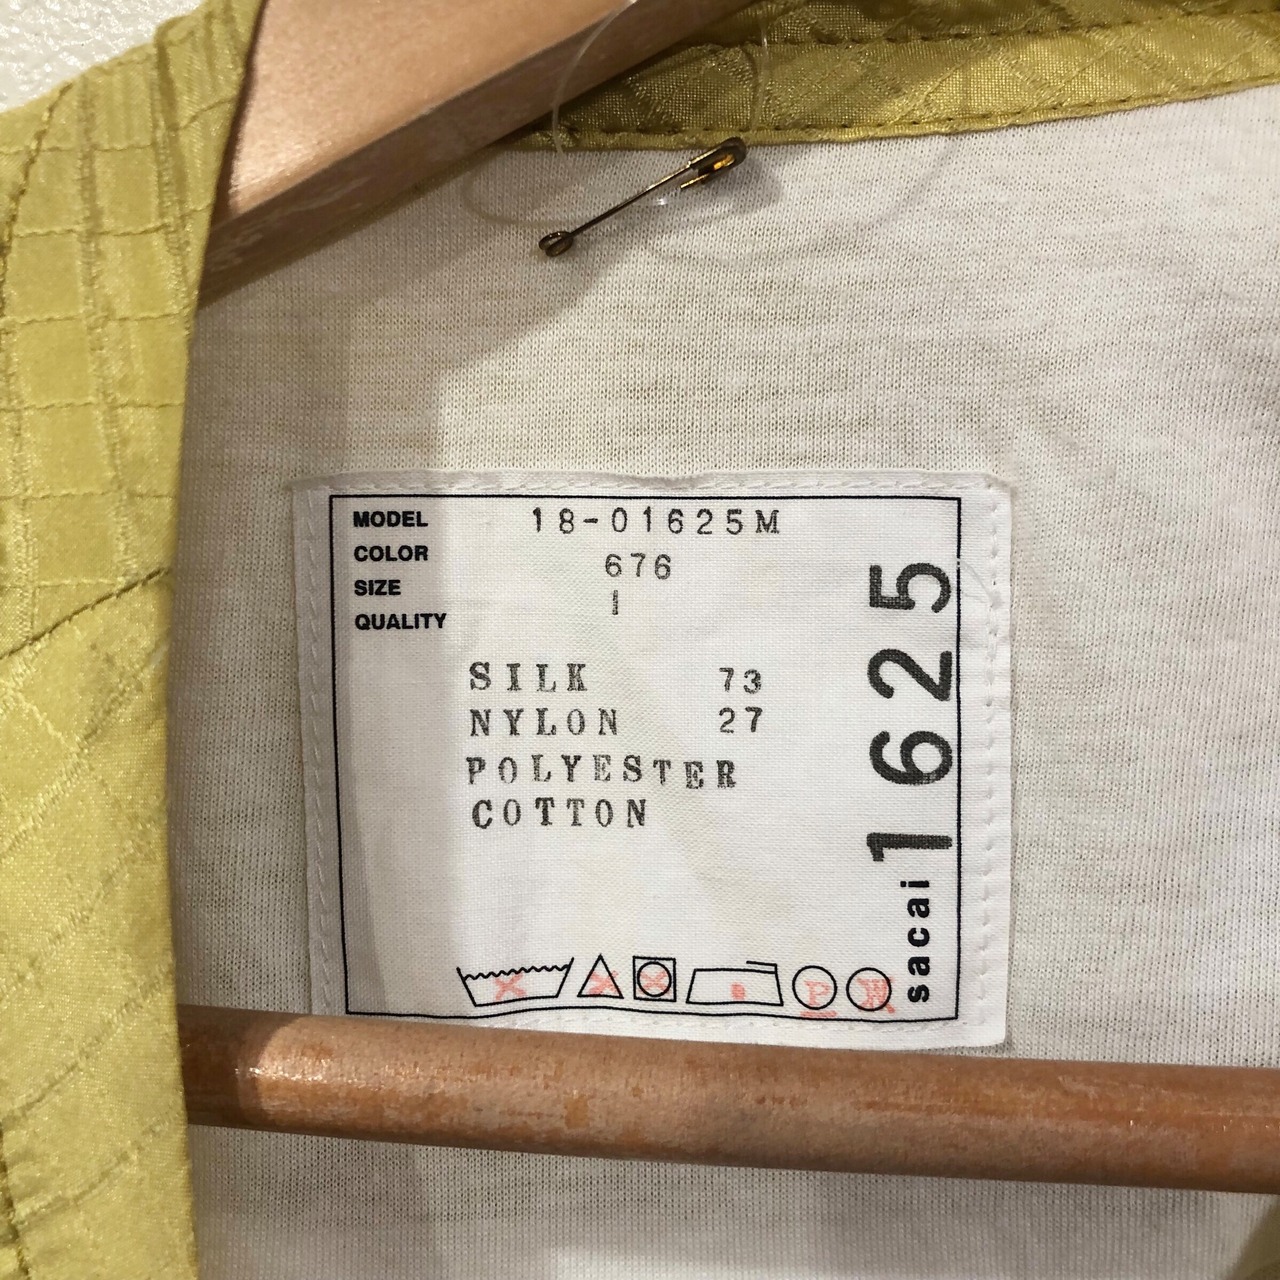 MODEL 18-01625M
COLOR 676
SIZE 1
QUALITY
SILK 73
NYLON 27
POLYESTER
COTTON
P
W
sacai 1625